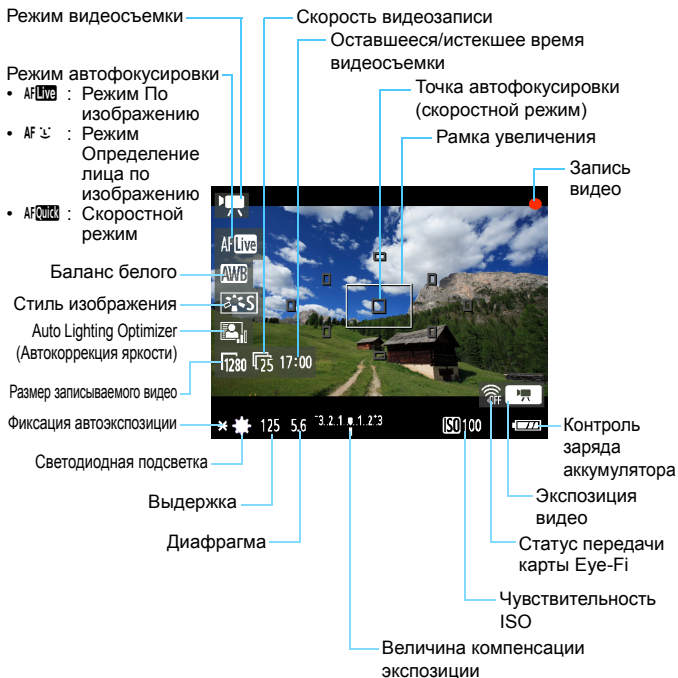 Режим видеосъемки
Скорость видеозаписи
Оставшееся/истекшее время
видеосъемки
Режим автофокусировки
• AF Live : Режим По
изображению
• AF : Режим
Определение
лица по
изображению
• AF Quick : Скоростной
режим
Точка автофокусировки
(скоростной режим)
Рамка увеличения
Запись
видео
AF Live
Баланс белого
AWB
Стиль изображения
S
Auto Lighting Optimizer
(Автокоррекция яркости)
1280 25 17:00
Размер записываемого видео
OFF
Фиксация автоэкспозиции
125 5.6 -3..2..1..0..1..2.+3 ISO 100
Контроль
заряда
аккумулятора
Светодиодная подсветка
Выдержка
Экспозиция
видео
Диафрагма
Статус передачи
карты Eye-Fi
Чувствительность
ISO
Величина компенсации
экспозиции